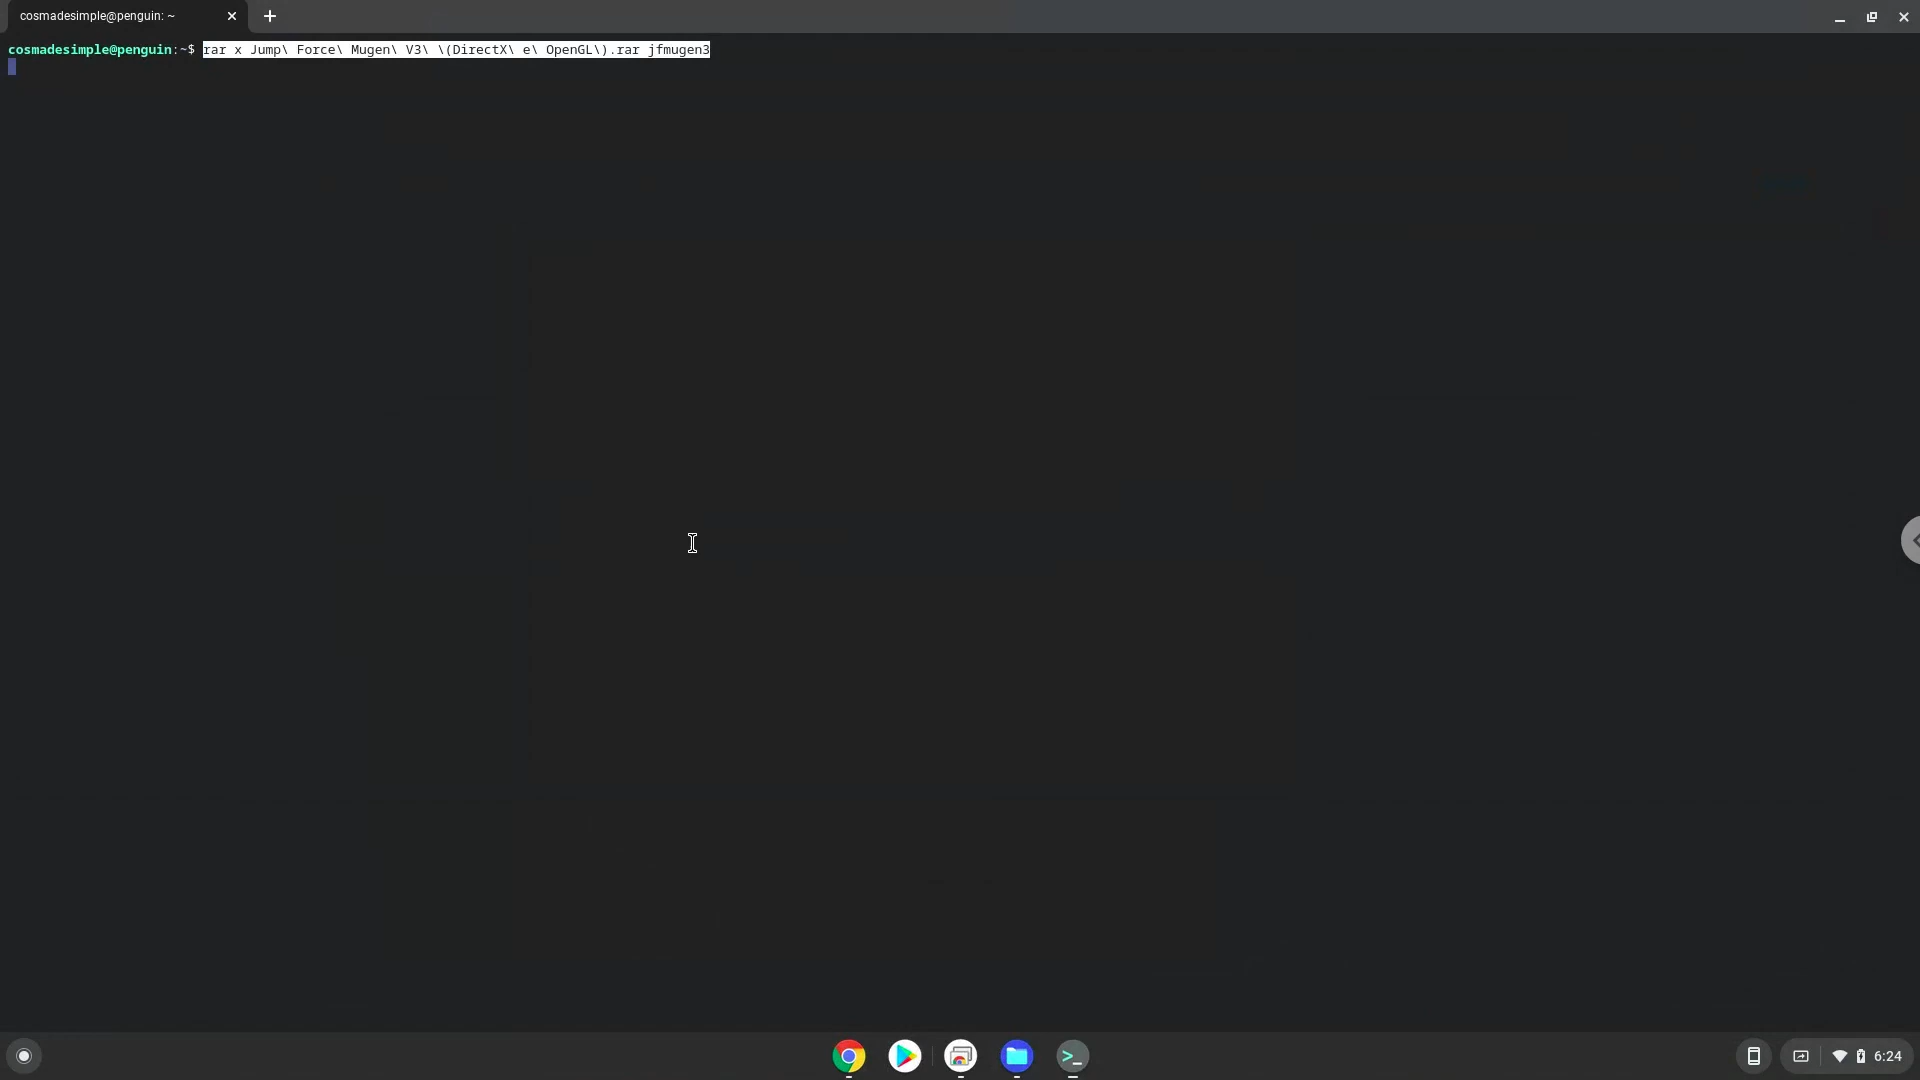 cosmadesimple@penguin: ~
cosmadesimple@penguin:~$ rar x Jump\ Force\ Mugen\ V3\ \(DirectX\ e\ OpenGL\).rar jfmugen3
6:24